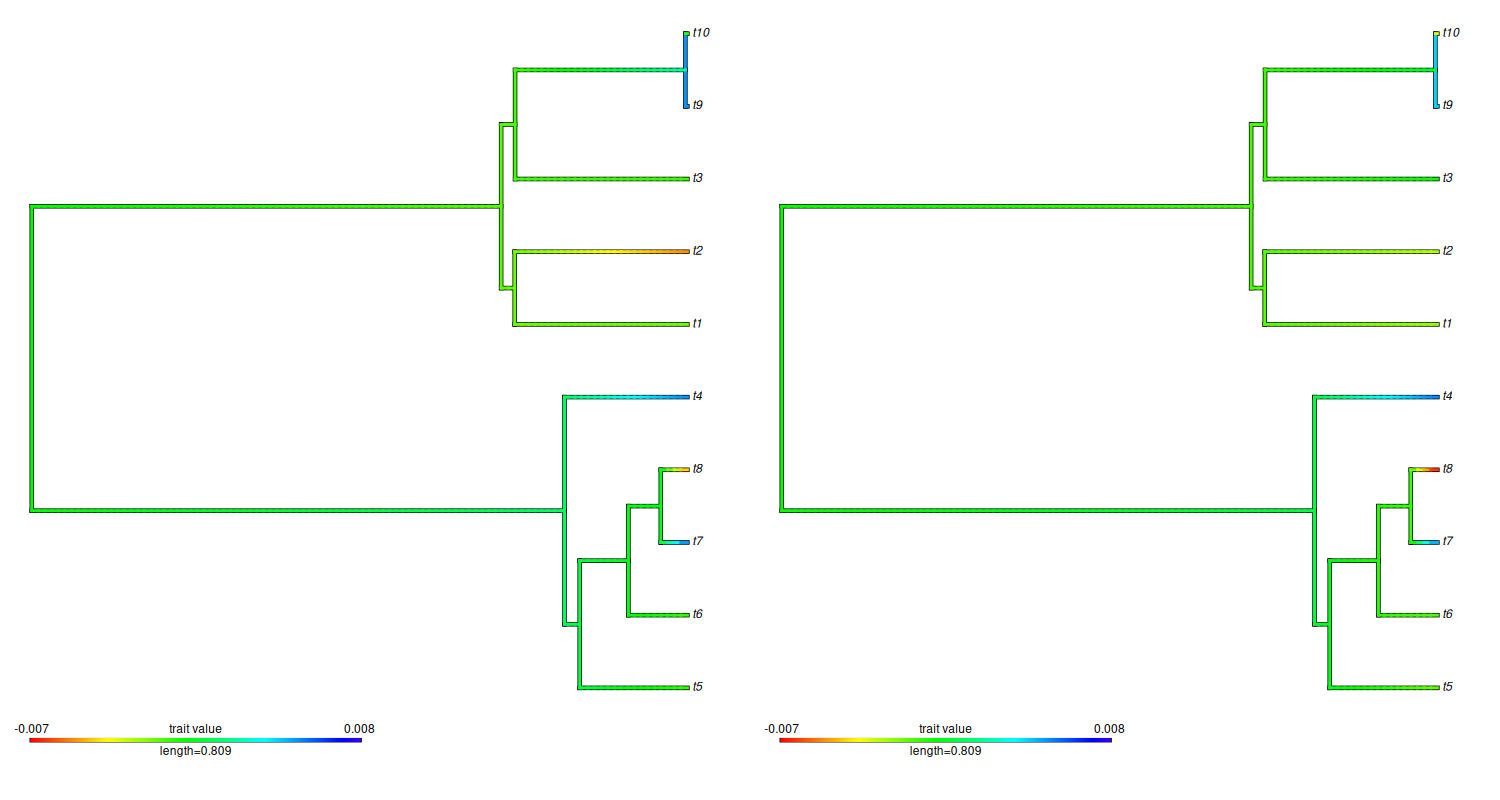 t10
t9
t3
t2
t1
t4
t8
t7
t6
t5
-0.007 trait value 0.008
length=0.809
t10
t9
t3
t2
t1
t4
t8
t7
t6
t5
-0.007 trait value 0.008
length=0.809